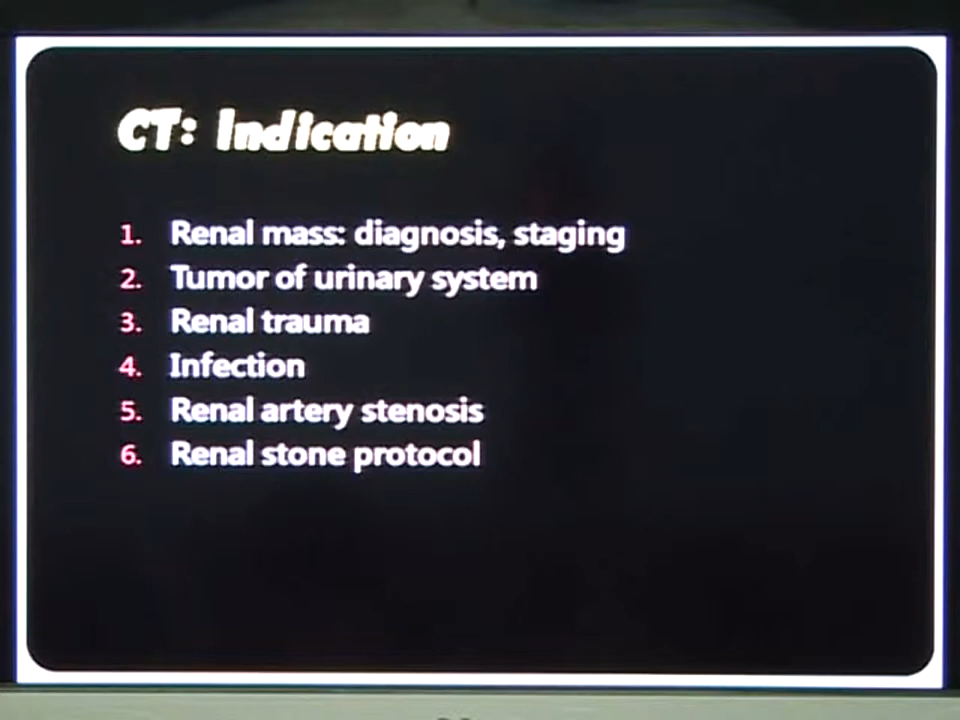 CT: Indication
1. Renal mass: diagnosis, staging
2. Tumor of urinary system
3. Renal trauma
4. Infection
5. Renal artery stenosis
6. Renal stone protocol